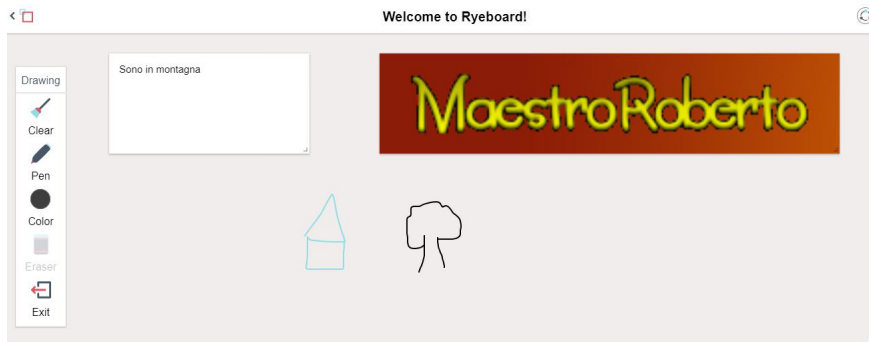 Welcome to Ryeboard!
Drawing
Clear
Pen
Color
Eraser
Exit
Sono in montagna
MaestroRoberto